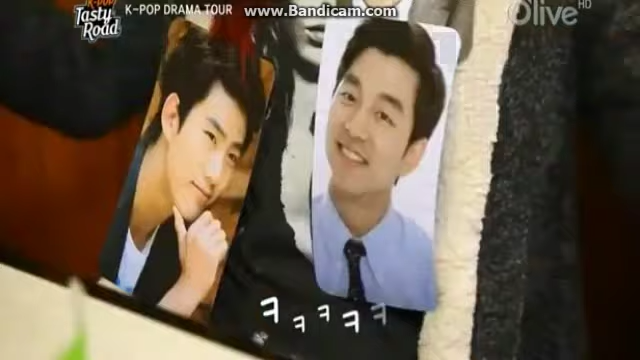 K-POP!
Tasty
Road
K-POP DRAMA TOUR
www.Bandicam.com
Olive HD
ㅋㅋㅋㅋㅋ